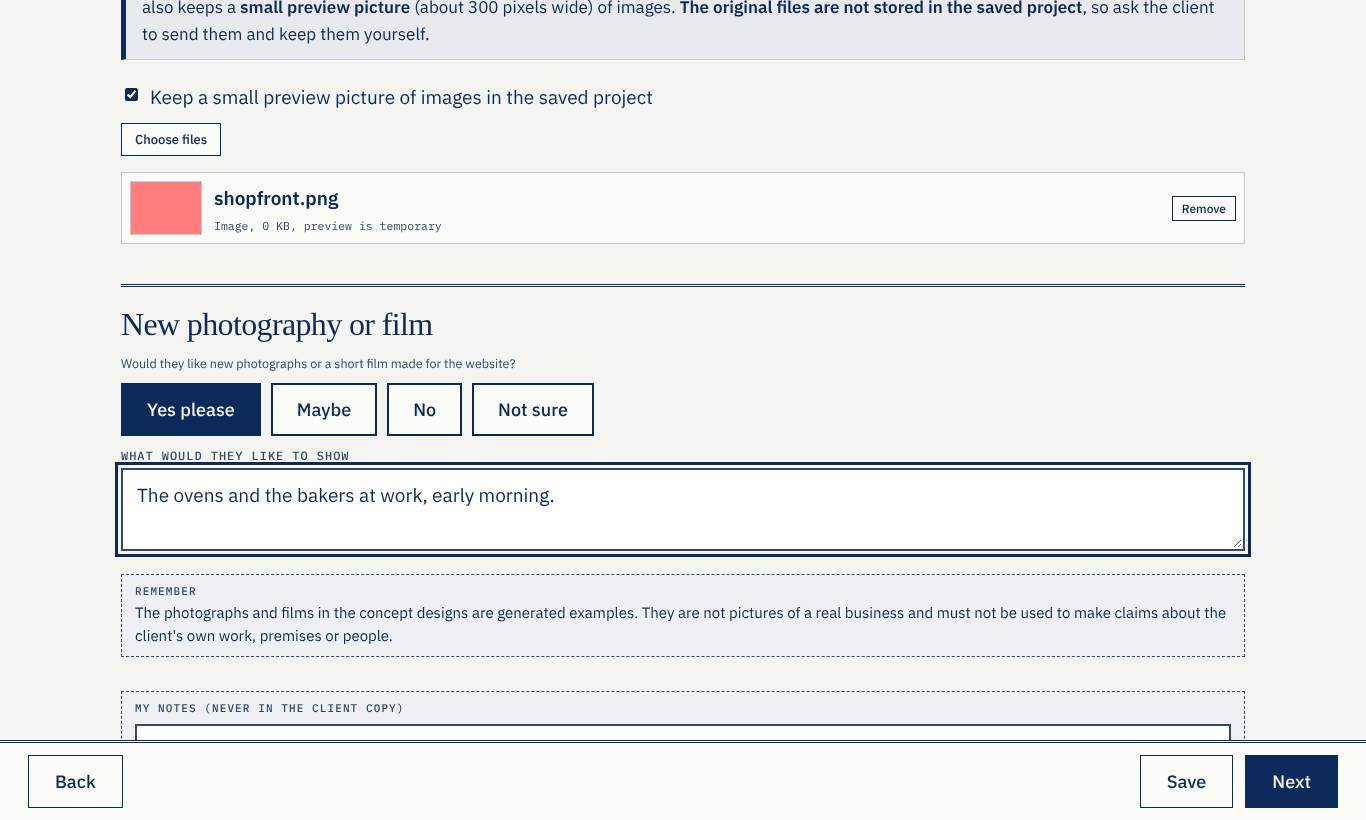 also keeps a small preview picture (about 300 pixels wide) of images in. The original files are not stored in the saved project, so ask the client
to send them and keep them yourself.
Keep a small preview picture of images in the saved project
Choose files
shopfront.png
Image, 0 KB, preview is temporary
Remove
New photography or film
Would they like new photographs or a short film made for the website?
Yes please
Maybe
No
Not sure
WHAT WOULD THEY LIKE TO SHOW
The ovens and the bakers at work, early morning.
REMEMBER
The photographs and films in the concept designs are generated examples. They are not pictures of a real business and must not be used to make claims about the
client's own work, premises or people.
MY NOTES (NEVER IN THE CLIENT COPY)
Back
Save
Next